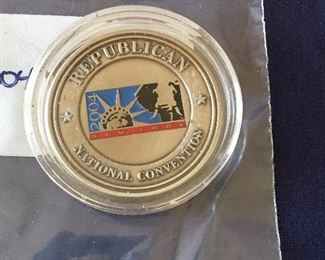 REPUBLICAN
2004
NEW YORK
NATIONAL CONVENTION